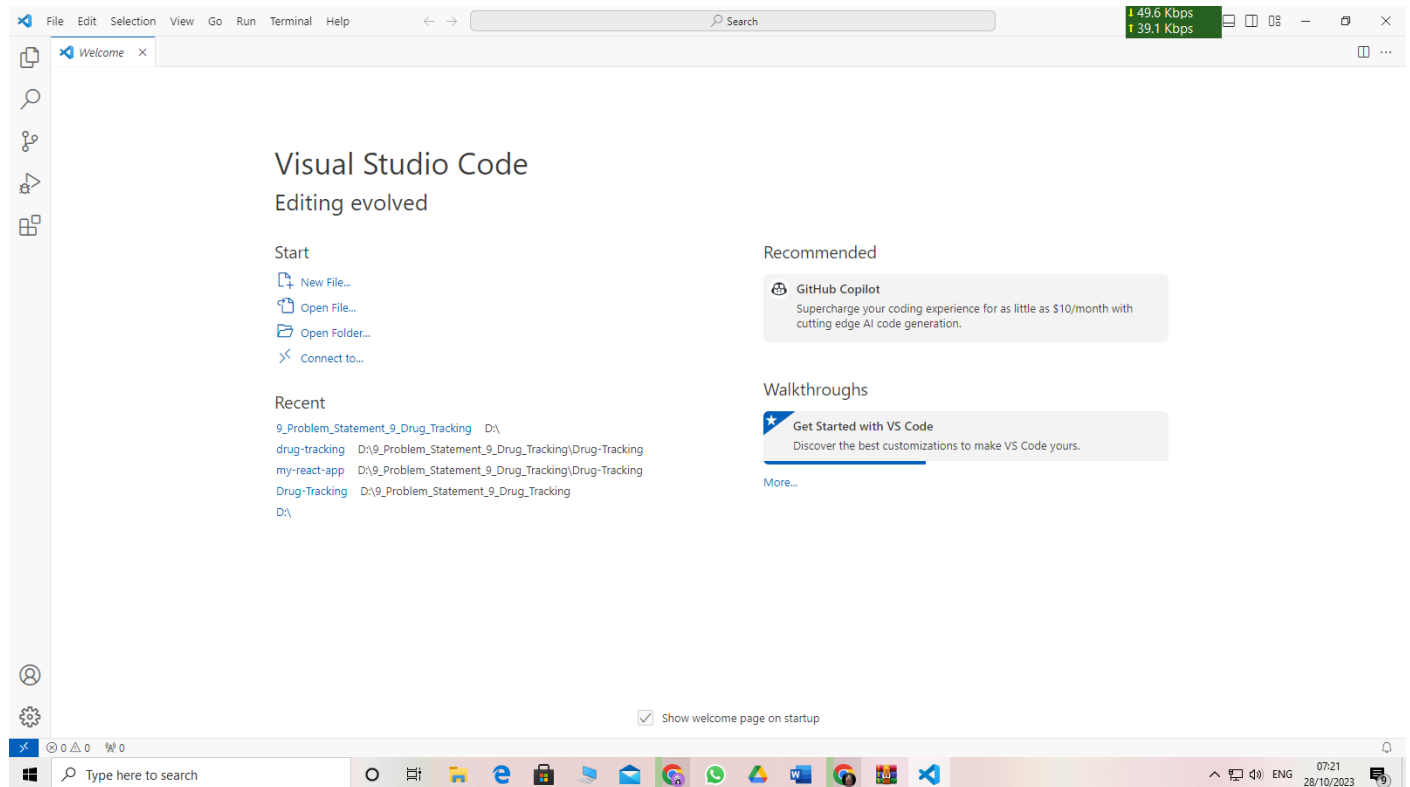 File Edit Selection View Go Run Terminal Help
Search
49.6 Kbps
39.1 Kbps
Welcome
Visual Studio Code
Editing evolved
Start
New File...
Open File...
Open Folder...
Connect to...
Recent
9_Problem_Statement_9_Drug_Tracking D:\
drug-tracking D:\9_Problem_Statement_9_Drug_Tracking\Drug-Tracking
my-react-app D:\9_Problem_Statement_9_Drug_Tracking\Drug-Tracking
Drug-Tracking D:\9_Problem_Statement_9_Drug_Tracking
D:\
Recommended
GitHub Copilot
Supercharge your coding experience for as little as $10/month with
cutting edge AI code generation.
Walkthroughs
Get Started with VS Code
Discover the best customizations to make VS Code yours.
More...
Show welcome page on startup
0 0 0
Type here to search
ENG
07:21
28/10/2023
9